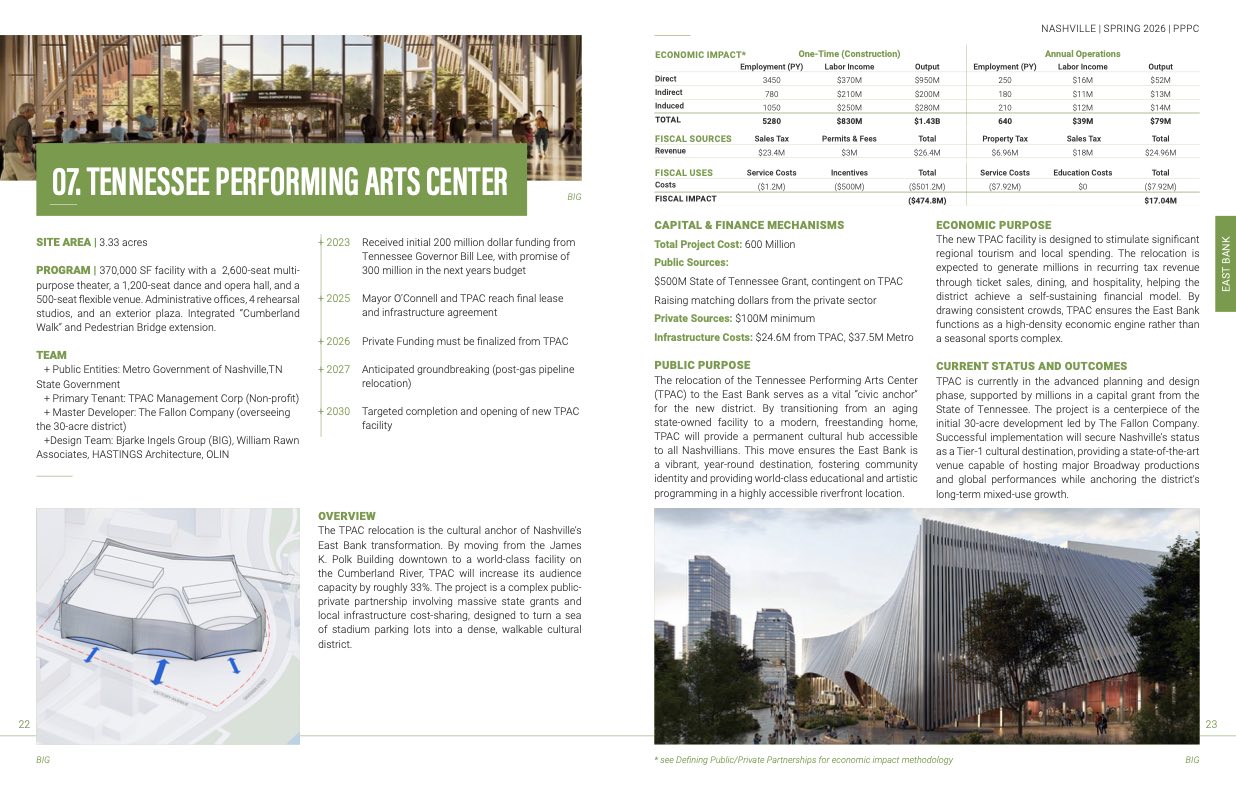 NASHVILLE | SPRING 2026 | PPPC
07. TENNESSEE PERFORMING ARTS CENTER
BIG
SITE AREA | 3.33 acres
PROGRAM | 370,000 SF facility with a 2,600-seat multi-
purpose theater, a 1,200-seat dance and opera hall, and a
500-seat flexible venue. Administrative offices, 4 rehearsal
studios, and an exterior plaza. Integrated “Cumberland
Walk” and Pedestrian Bridge extension.
TEAM
+ Public Entities: Metro Government of Nashville,TN
State Government
+ Primary Tenant: TPAC Management Corp (Non-profit)
+ Master Developer: The Fallon Company (overseeing
the 30-acre district)
+Design Team: Bjarke Ingels Group (BIG), William Rawn
Associates, HASTINGS Architecture, OLIN
+ 2023 Received initial 200 million dollar funding from
Tennessee Governor Bill Lee, with promise of
300 million in the next years budget
+ 2025 Mayor O’Connell and TPAC reach final lease
and infrastructure agreement
+ 2026 Private Funding must be finalized from TPAC
+ 2027 Anticipated groundbreaking (post-gas pipeline
relocation)
+ 2030 Targeted completion and opening of new TPAC
facility
OVERVIEW
The TPAC relocation is the cultural anchor of Nashville’s
East Bank transformation. By moving from the James
K. Polk Building downtown to a world-class facility on
the Cumberland River, TPAC will increase its audience
capacity by roughly 33%. The project is a complex public-
private partnership involving massive state grants and
local infrastructure cost-sharing, designed to turn a sea
of stadium parking lots into a dense, walkable cultural
district.
22
BIG
ECONOMIC IMPACT* One-Time (Construction) Annual Operations
Employment (PY) Labor Income Output Employment (PY) Labor Income Output
Direct 3450 $370M $950M 250 $16M $52M
Indirect 780 $210M $200M 180 $11M $13M
Induced 1050 $250M $280M 210 $12M $14M
TOTAL 5280 $830M $1.43B 640 $39M $79M
FISCAL SOURCES Sales Tax Permits & Fees Total Property Tax Sales Tax Total
Revenue $23.4M $3M $26.4M $6.96M $18M $24.96M
FISCAL USES Service Costs Incentives Total Service Costs Education Costs Total
Costs ($1.2M) ($500M) ($501.2M) ($7.92M) $0 ($7.92M)
FISCAL IMPACT ($474.8M) $17.04M
CAPITAL & FINANCE MECHANISMS
Total Project Cost: 600 Million
Public Sources:
$500M State of Tennessee Grant, contingent on TPAC
Raising matching dollars from the private sector
Private Sources: $100M minimum
Infrastructure Costs: $24.6M from TPAC, $37.5M Metro
PUBLIC PURPOSE
The relocation of the Tennessee Performing Arts Center
(TPAC) to the East Bank serves as a vital “civic anchor”
for the new district. By transitioning from an aging
state-owned facility to a modern, freestanding home,
TPAC will provide a permanent cultural hub accessible
to all Nashvillians. This move ensures the East Bank is
a vibrant, year-round destination, fostering community
identity and providing world-class educational and artistic
programming in a highly accessible riverfront location.
ECONOMIC PURPOSE
The new TPAC facility is designed to stimulate significant
regional tourism and local spending. The relocation is
expected to generate millions in recurring tax revenue
through ticket sales, dining, and hospitality, helping the
district achieve a self-sustaining financial model. By
drawing consistent crowds, TPAC ensures the East Bank
functions as a high-density economic engine rather than
a seasonal sports complex.
CURRENT STATUS AND OUTCOMES
TPAC is currently in the advanced planning and design
phase, supported by millions in a capital grant from the
State of Tennessee. The project is a centerpiece of the
initial 30-acre development led by The Fallon Company.
Successful implementation will secure Nashville’s status
as a Tier-1 cultural destination, providing a state-of-the-art
venue capable of hosting major Broadway productions
and global performances while anchoring the district’s
long-term mixed-use growth.
EAST BANK
23
* see Defining Public/Private Partnerships for economic impact methodology
BIG